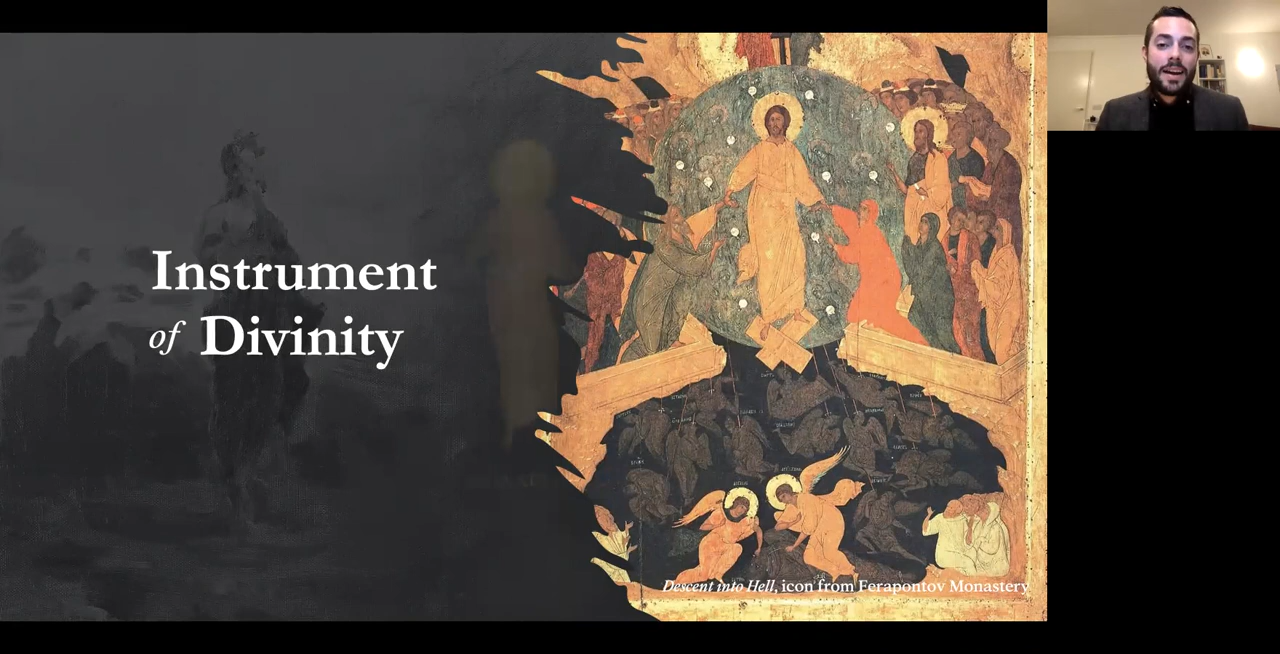 Instrument
of Divinity
Descent into Hell, icon from Ferapontov Monastery